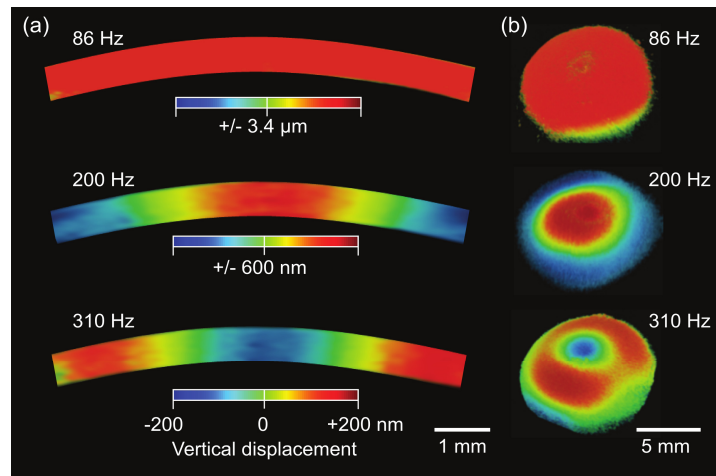 (a)
86 Hz
+/- 3.4 µm
200 Hz
+/- 600 nm
310 Hz
-200 0 +200 nm
Vertical displacement
1 mm
(b)
86 Hz
200 Hz
310 Hz
5 mm